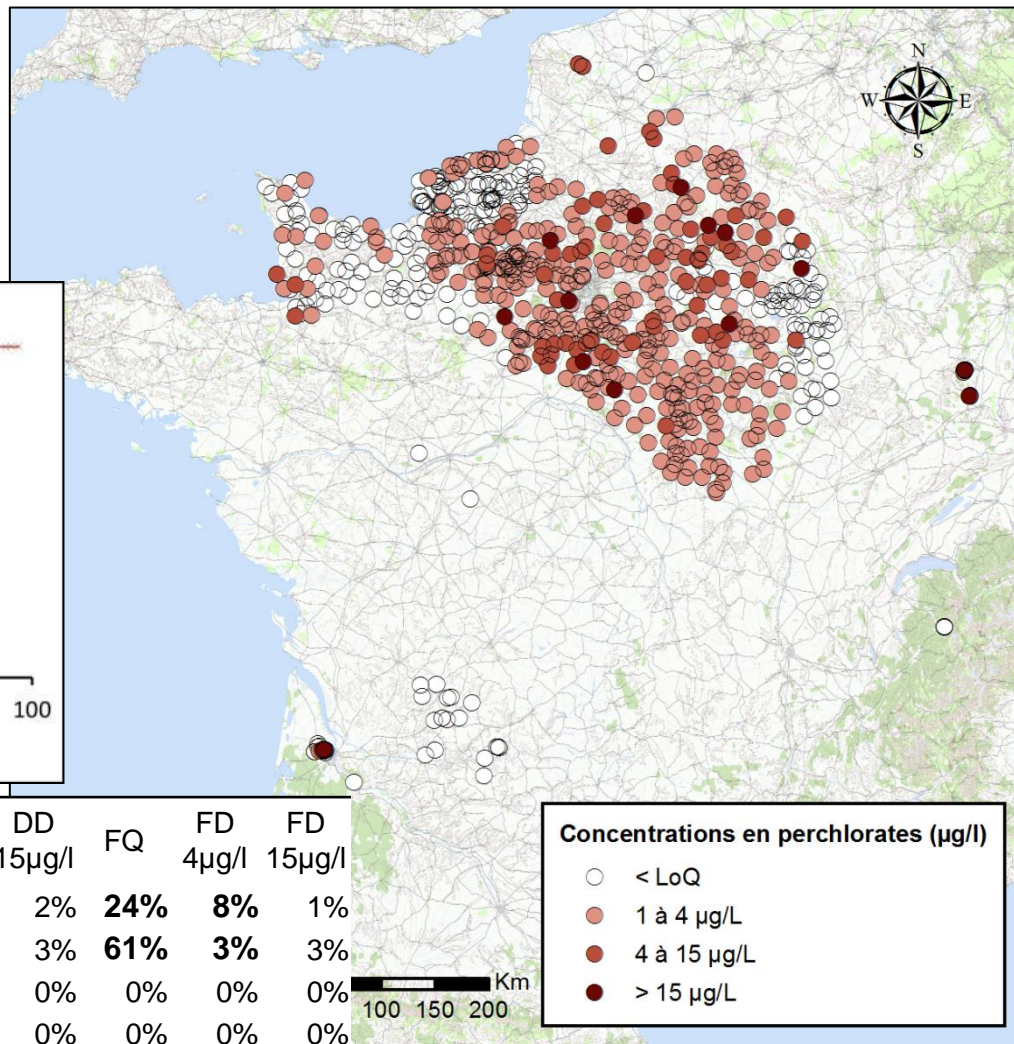 N
W E
S
100
DD FD FD
15µg/l FQ 4µg/l 15µg/l
2% 24% 8% 1%
3% 61% 3% 3%
0% 0% 0% 0%
0% 0% 0% 0%
Km
100 150 200
Concentrations en perchlorates (µg/l)
< LoQ
1 à 4 µg/L
4 à 15 µg/L
> 15 µg/L